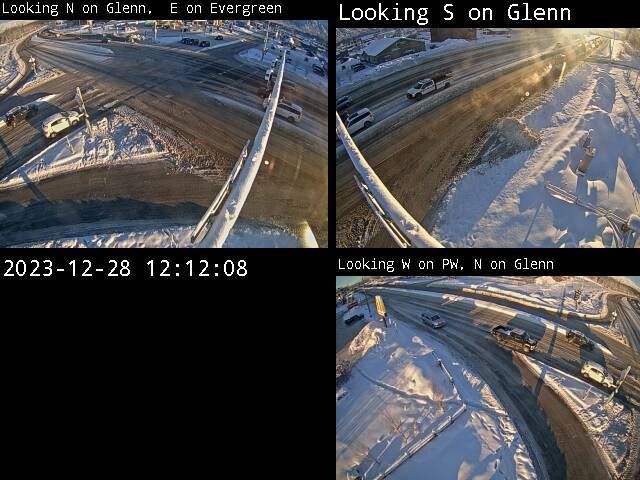 Looking N on Glenn,  E on Evergreen
Looking S on Glenn
2023-12-28 12:12:08
Looking W on PW, N on Glenn